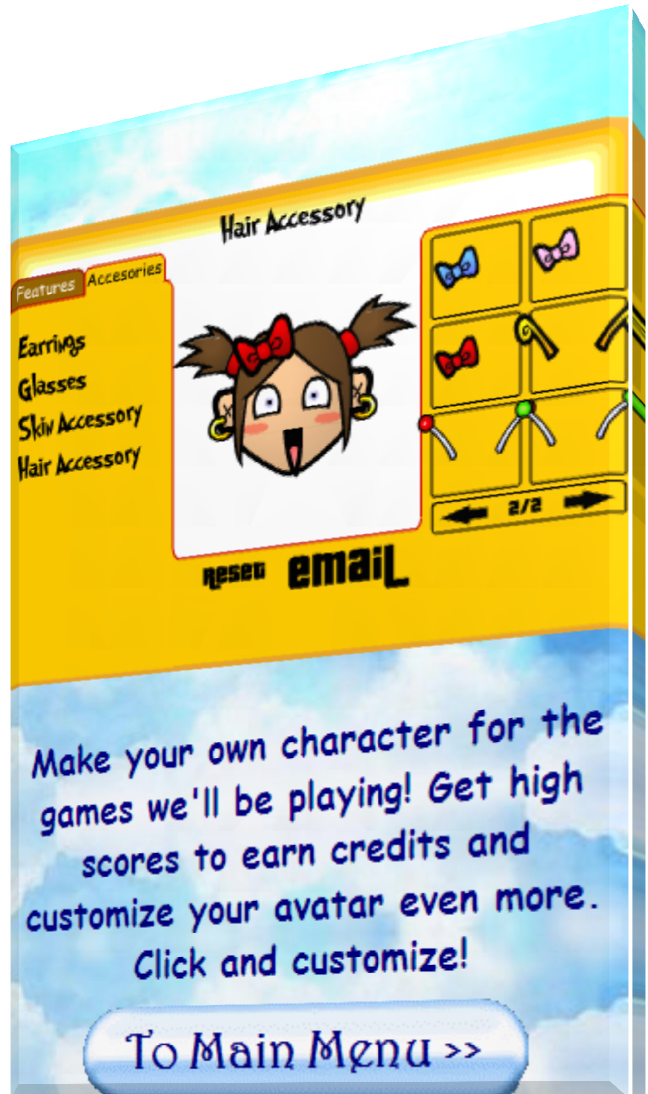 Hair Accessory
Features
Accesories
Earrings
Glasses
Skin Accessory
Hair Accessory
2/2
Reset
email
Make your own character for the
games we'll be playing! Get high
scores to earn credits and
customize your avatar even more.
Click and customize!
To Main Menu >>